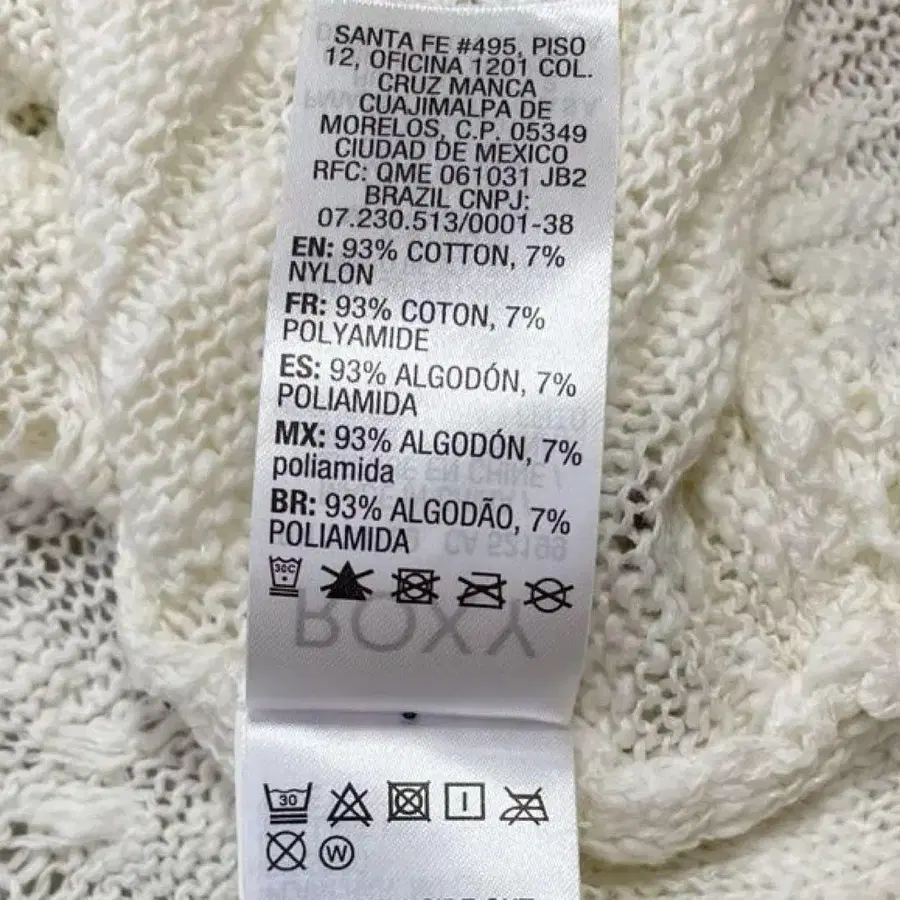 SANTA FE #495, PISO
12, OFICINA 1201 COL.
CRUZ MANCA
CUAJIMALPA DE
MORELOS, C.P. 05349
CIUDAD DE MEXICO
RFC: QME 061031 JB2
BRAZIL CNPJ:
07.230.513/0001-38
EN: 93% COTTON, 7%
NYLON
FR: 93% COTON, 7%
POLYAMIDE
ES: 93% ALGODÓN, 7%
POLIAMIDA
MX: 93% ALGODÓN, 7%
poliamida
BR: 93% ALGODÃO, 7%
POLIAMIDA
30C
ROXY
30
W